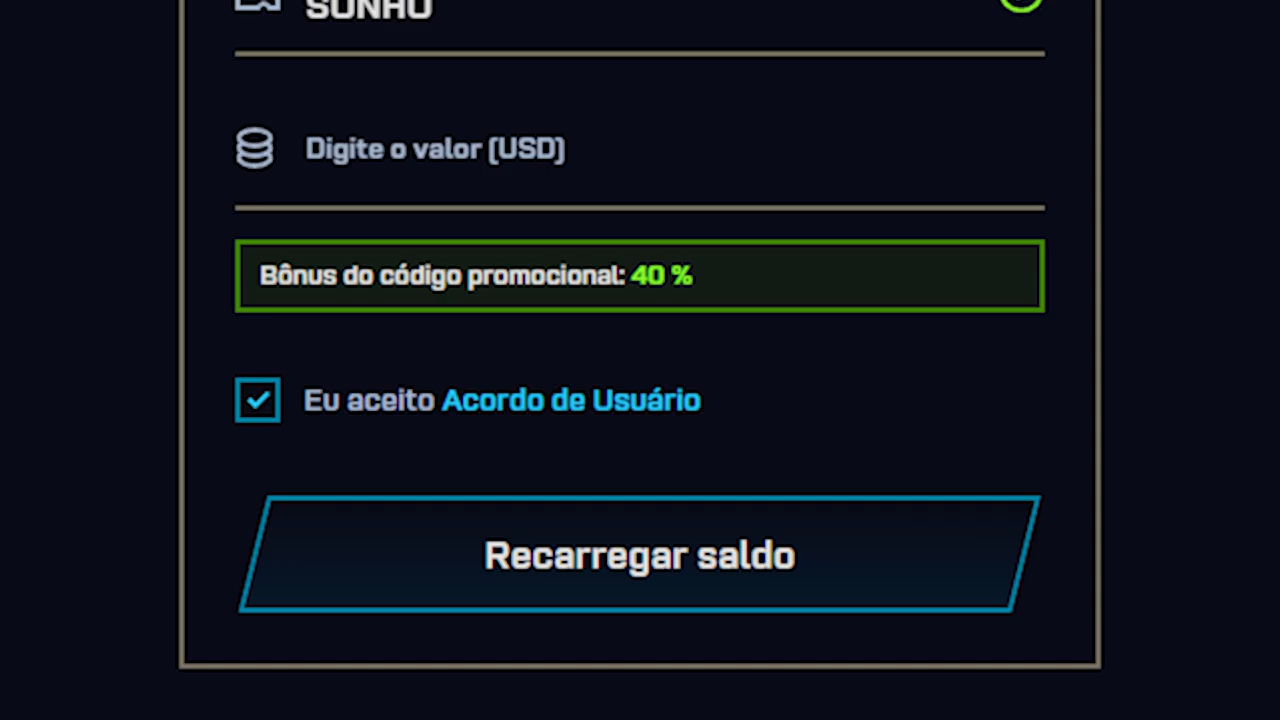 SONHO
Digite o valor (USD)
Bônus do código promocional: 40 %
Eu aceito Acordo de Usuário
Recarregar saldo